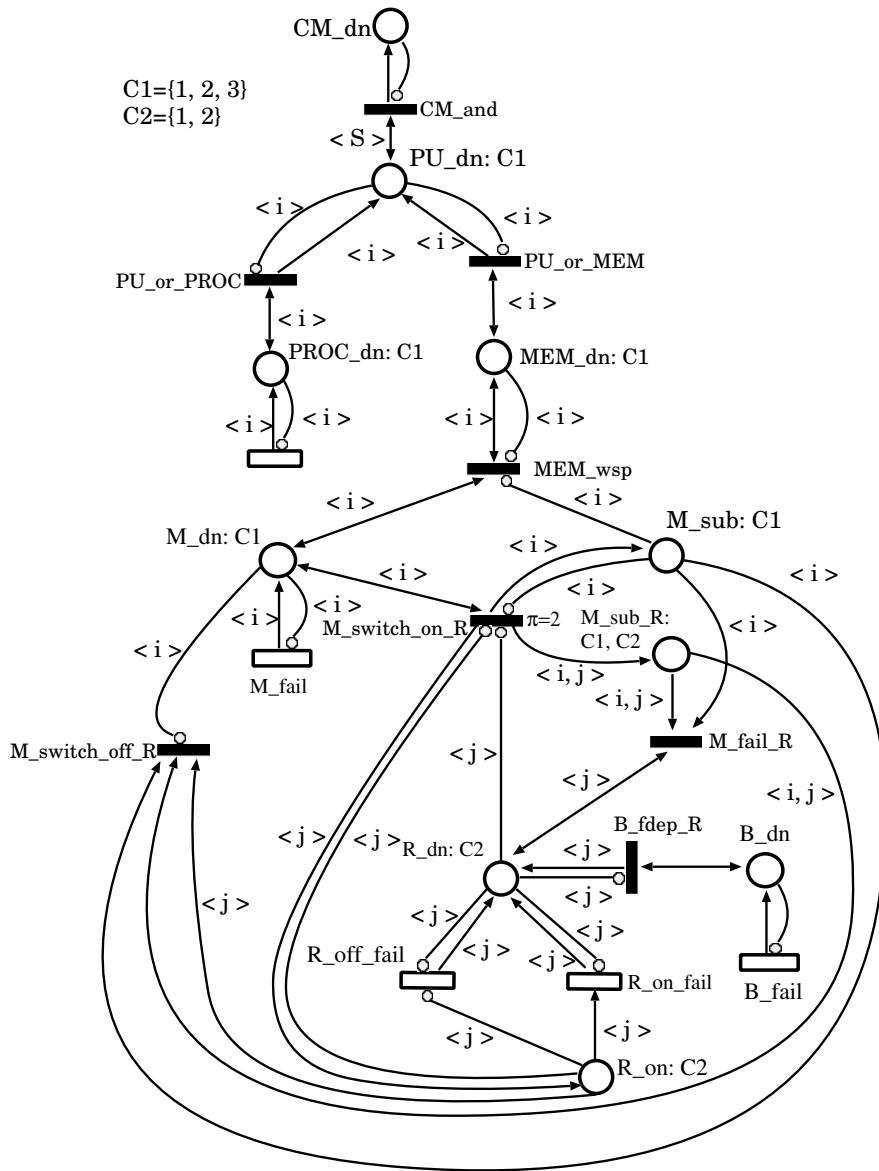 CM_dn
C1={1, 2, 3}
C2={1, 2}
CM_and
< S >
PU_dn: C1
< i >
< i >
< i >
< i >
PU_or_PROC
PU_or_MEM
< i >
< i >
PROC_dn: C1
MEM_dn: C1
< i >
< i >
< i >
< i >
MEM_wsp
< i >
< i >
M_dn: C1
M_sub: C1
< i >
< i >
< i >
< i >
< i >
< i >
M_switch_on_R
π=2
M_sub_R:
C1, C2
< i >
< i >
M_fail
< i, j >
< i, j >
M_switch_off_R
M_fail_R
< j >
< j >
< i, j >
< j >
< j >
R_dn: C2
B_fdep_R
B_dn
< j >
< j >
< j >
< j >
< j >
< j >
< j >
R_off_fail
R_on_fail
B_fail
< j >
< j >
R_on: C2